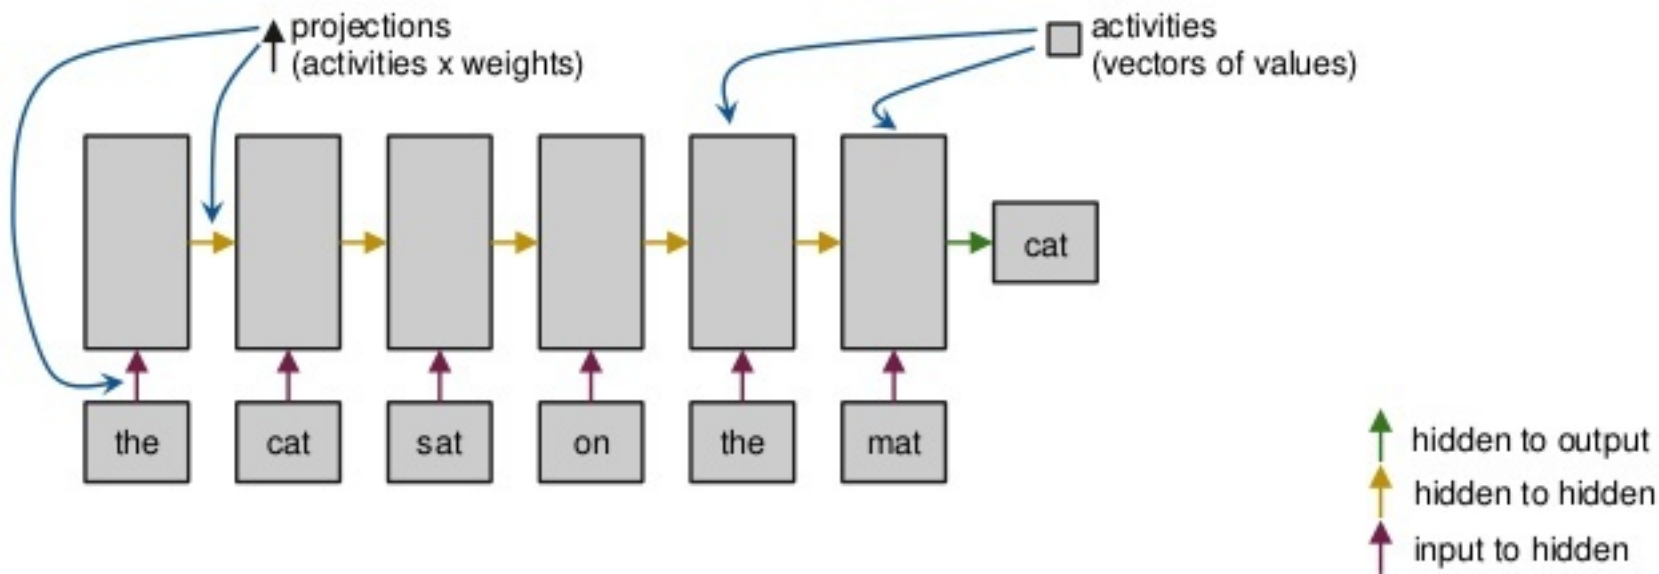 projections
(activities x weights)
activities
(vectors of values)
cat
the
cat
sat
on
the
mat
hidden to output
hidden to hidden
input to hidden